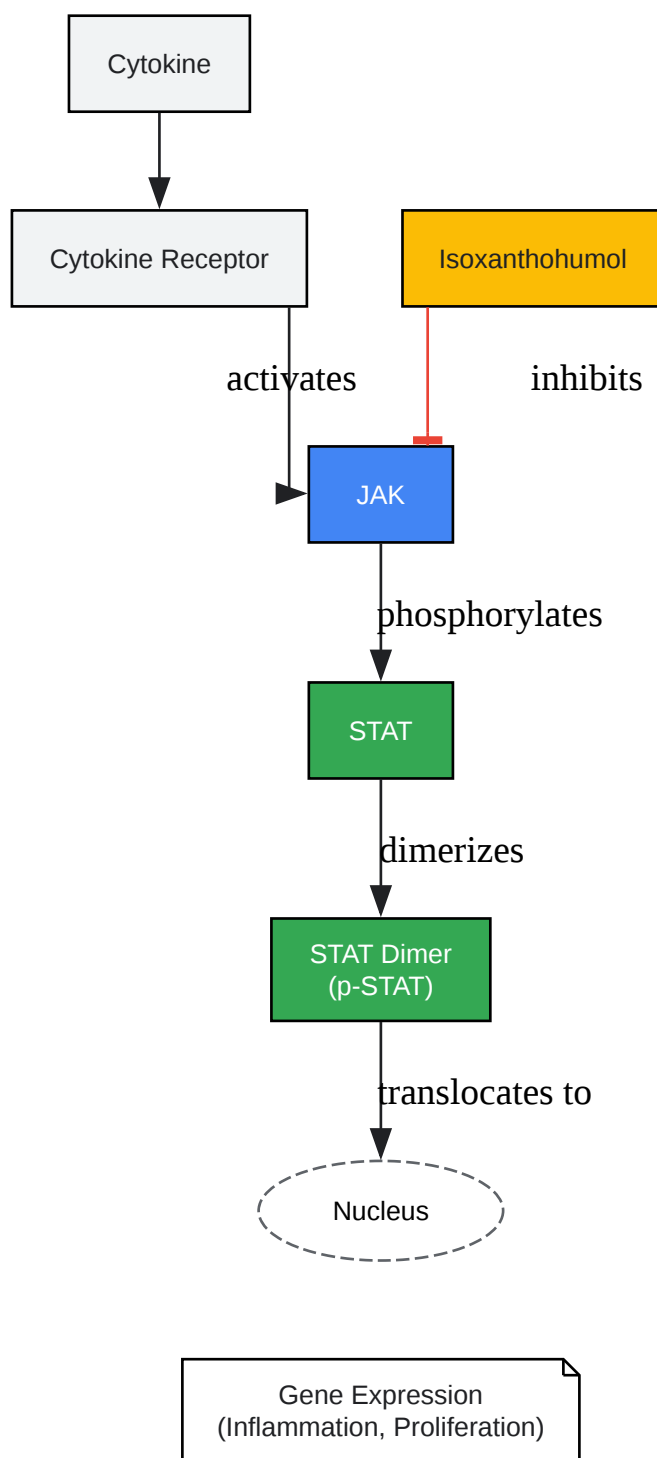 Cytokine
Cytokine Receptor
Isoxanthohumol
activates
inhibits
JAK
phosphorylates
STAT
dimerizes
STAT Dimer
(p-STAT)
translocates to
Nucleus
Gene Expression
(Inflammation, Proliferation)